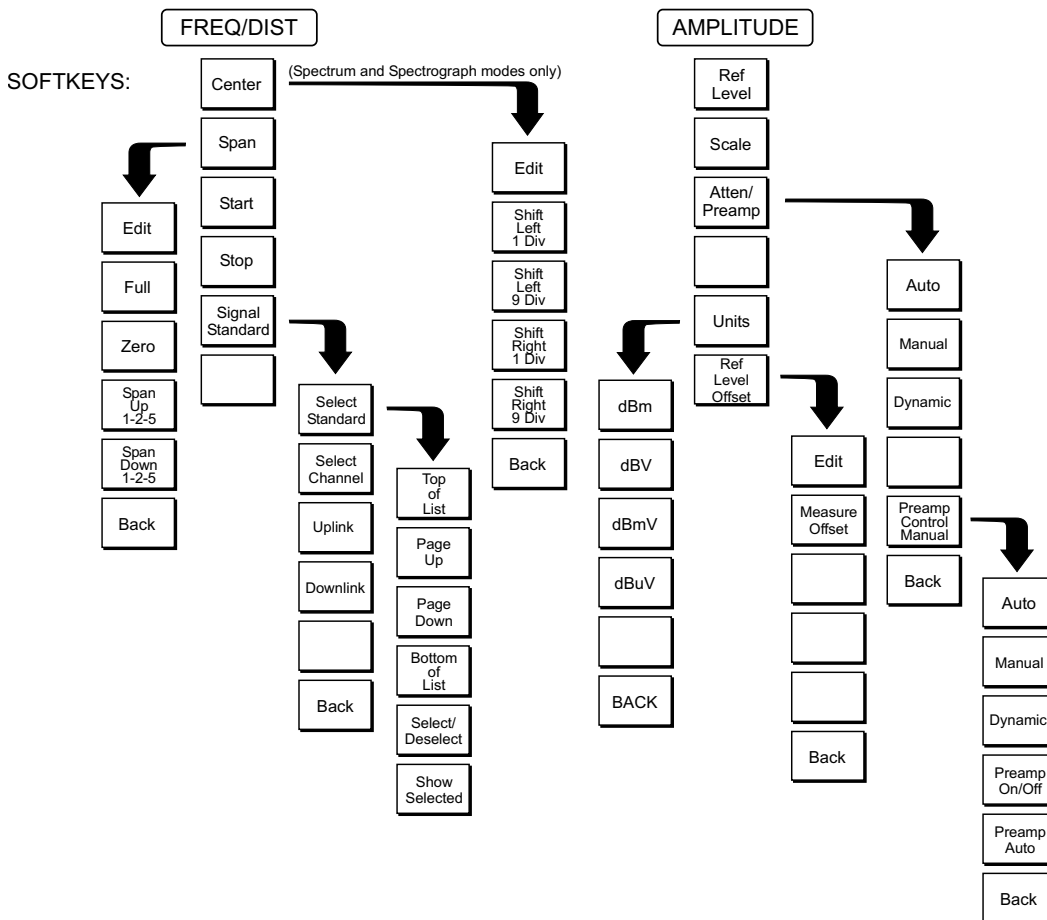 FREQ/DIST
AMPLITUDE
SOFTKEYS:
(Spectrum and Spectrograph modes only)
Center
Span
Start
Stop
Signal
Standard
Edit
Full
Zero
Span
Up
1-2-5
Span
Down
1-2-5
Back
Select
Standard
Select
Channel
Uplink
Downlink
Back
Top
of
List
Page
Up
Page
Down
Bottom
of
List
Select/
Deselect
Show
Selected
Edit
Shift
Left
1 Div
Shift
Left
9 Div
Shift
Right
1 Div
Shift
Right
9 Div
Back
Ref
Level
Scale
Atten/
Preamp
Units
Ref
Level
Offset
dBm
dBV
dBmV
dBuV
BACK
Edit
Measure
Offset
Back
Auto
Manual
Dynamic
Preamp
Control
Manual
Back
Auto
Manual
Dynamic
Preamp
On/Off
Preamp
Auto
Back